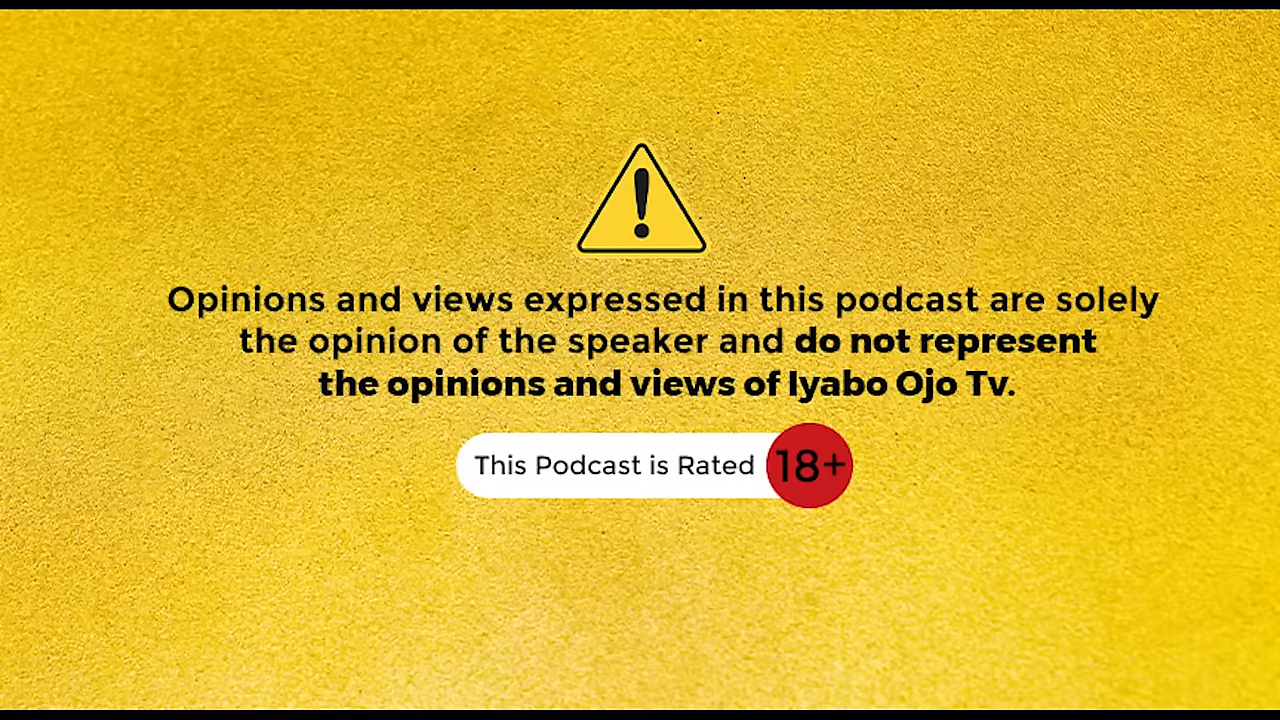 Opinions and views expressed in this podcast are solely
the opinion of the speaker and do not represent
the opinions and views of Iyabo Ojo Tv.
This Podcast is Rated 18+